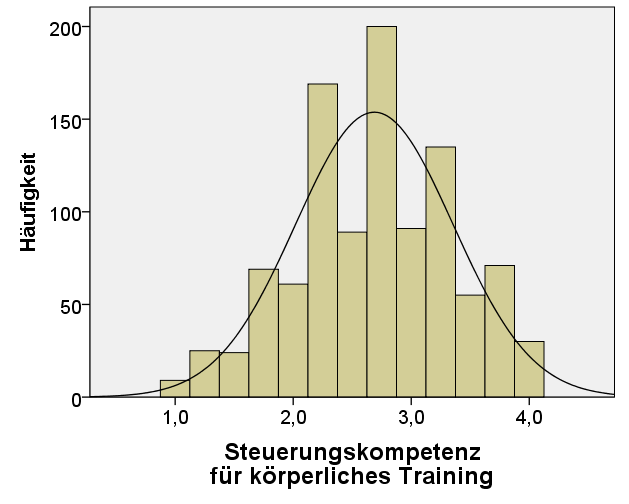 Häufigkeit
200
150
100
50
0
1,0 2,0 3,0 4,0
Steuerungskompetenz
für körperliches Training